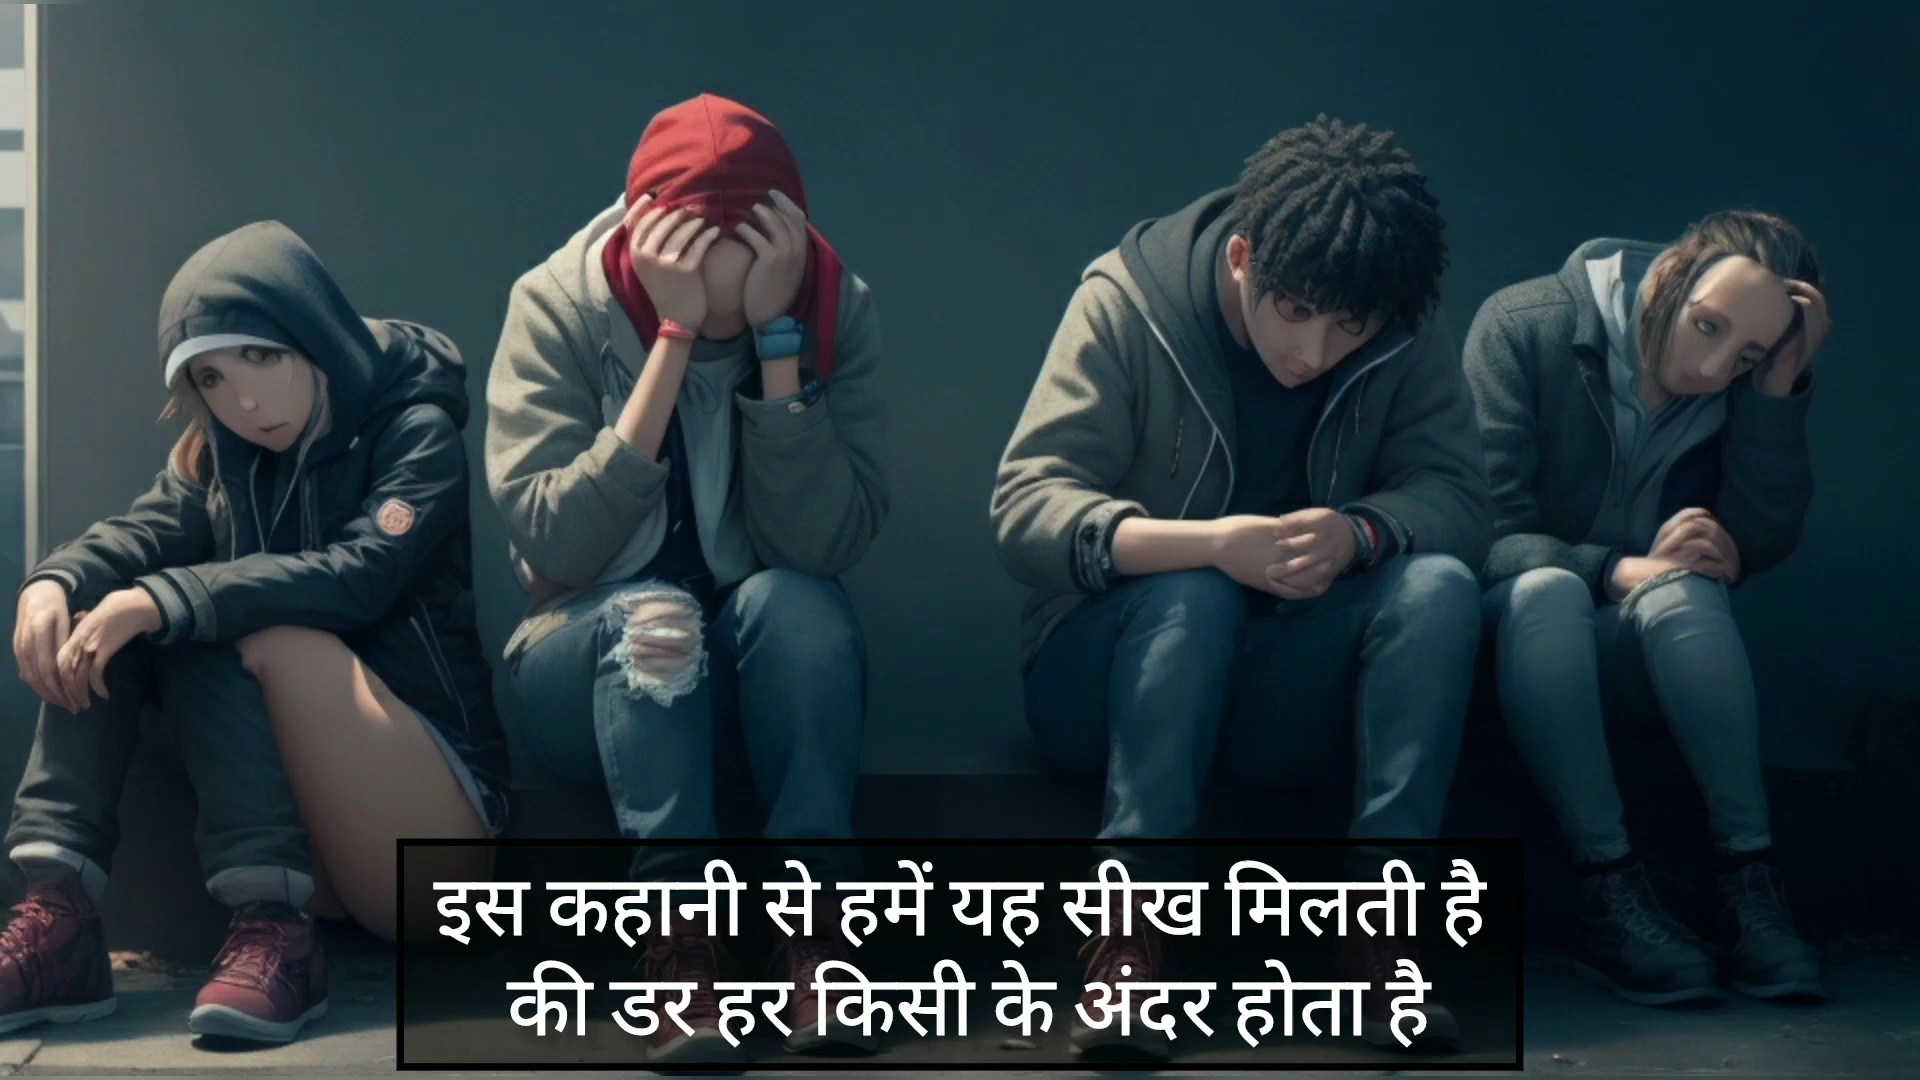 इस कहानी से हमें यह सीख मिलती है
की डर हर किसी के अंदर होता है